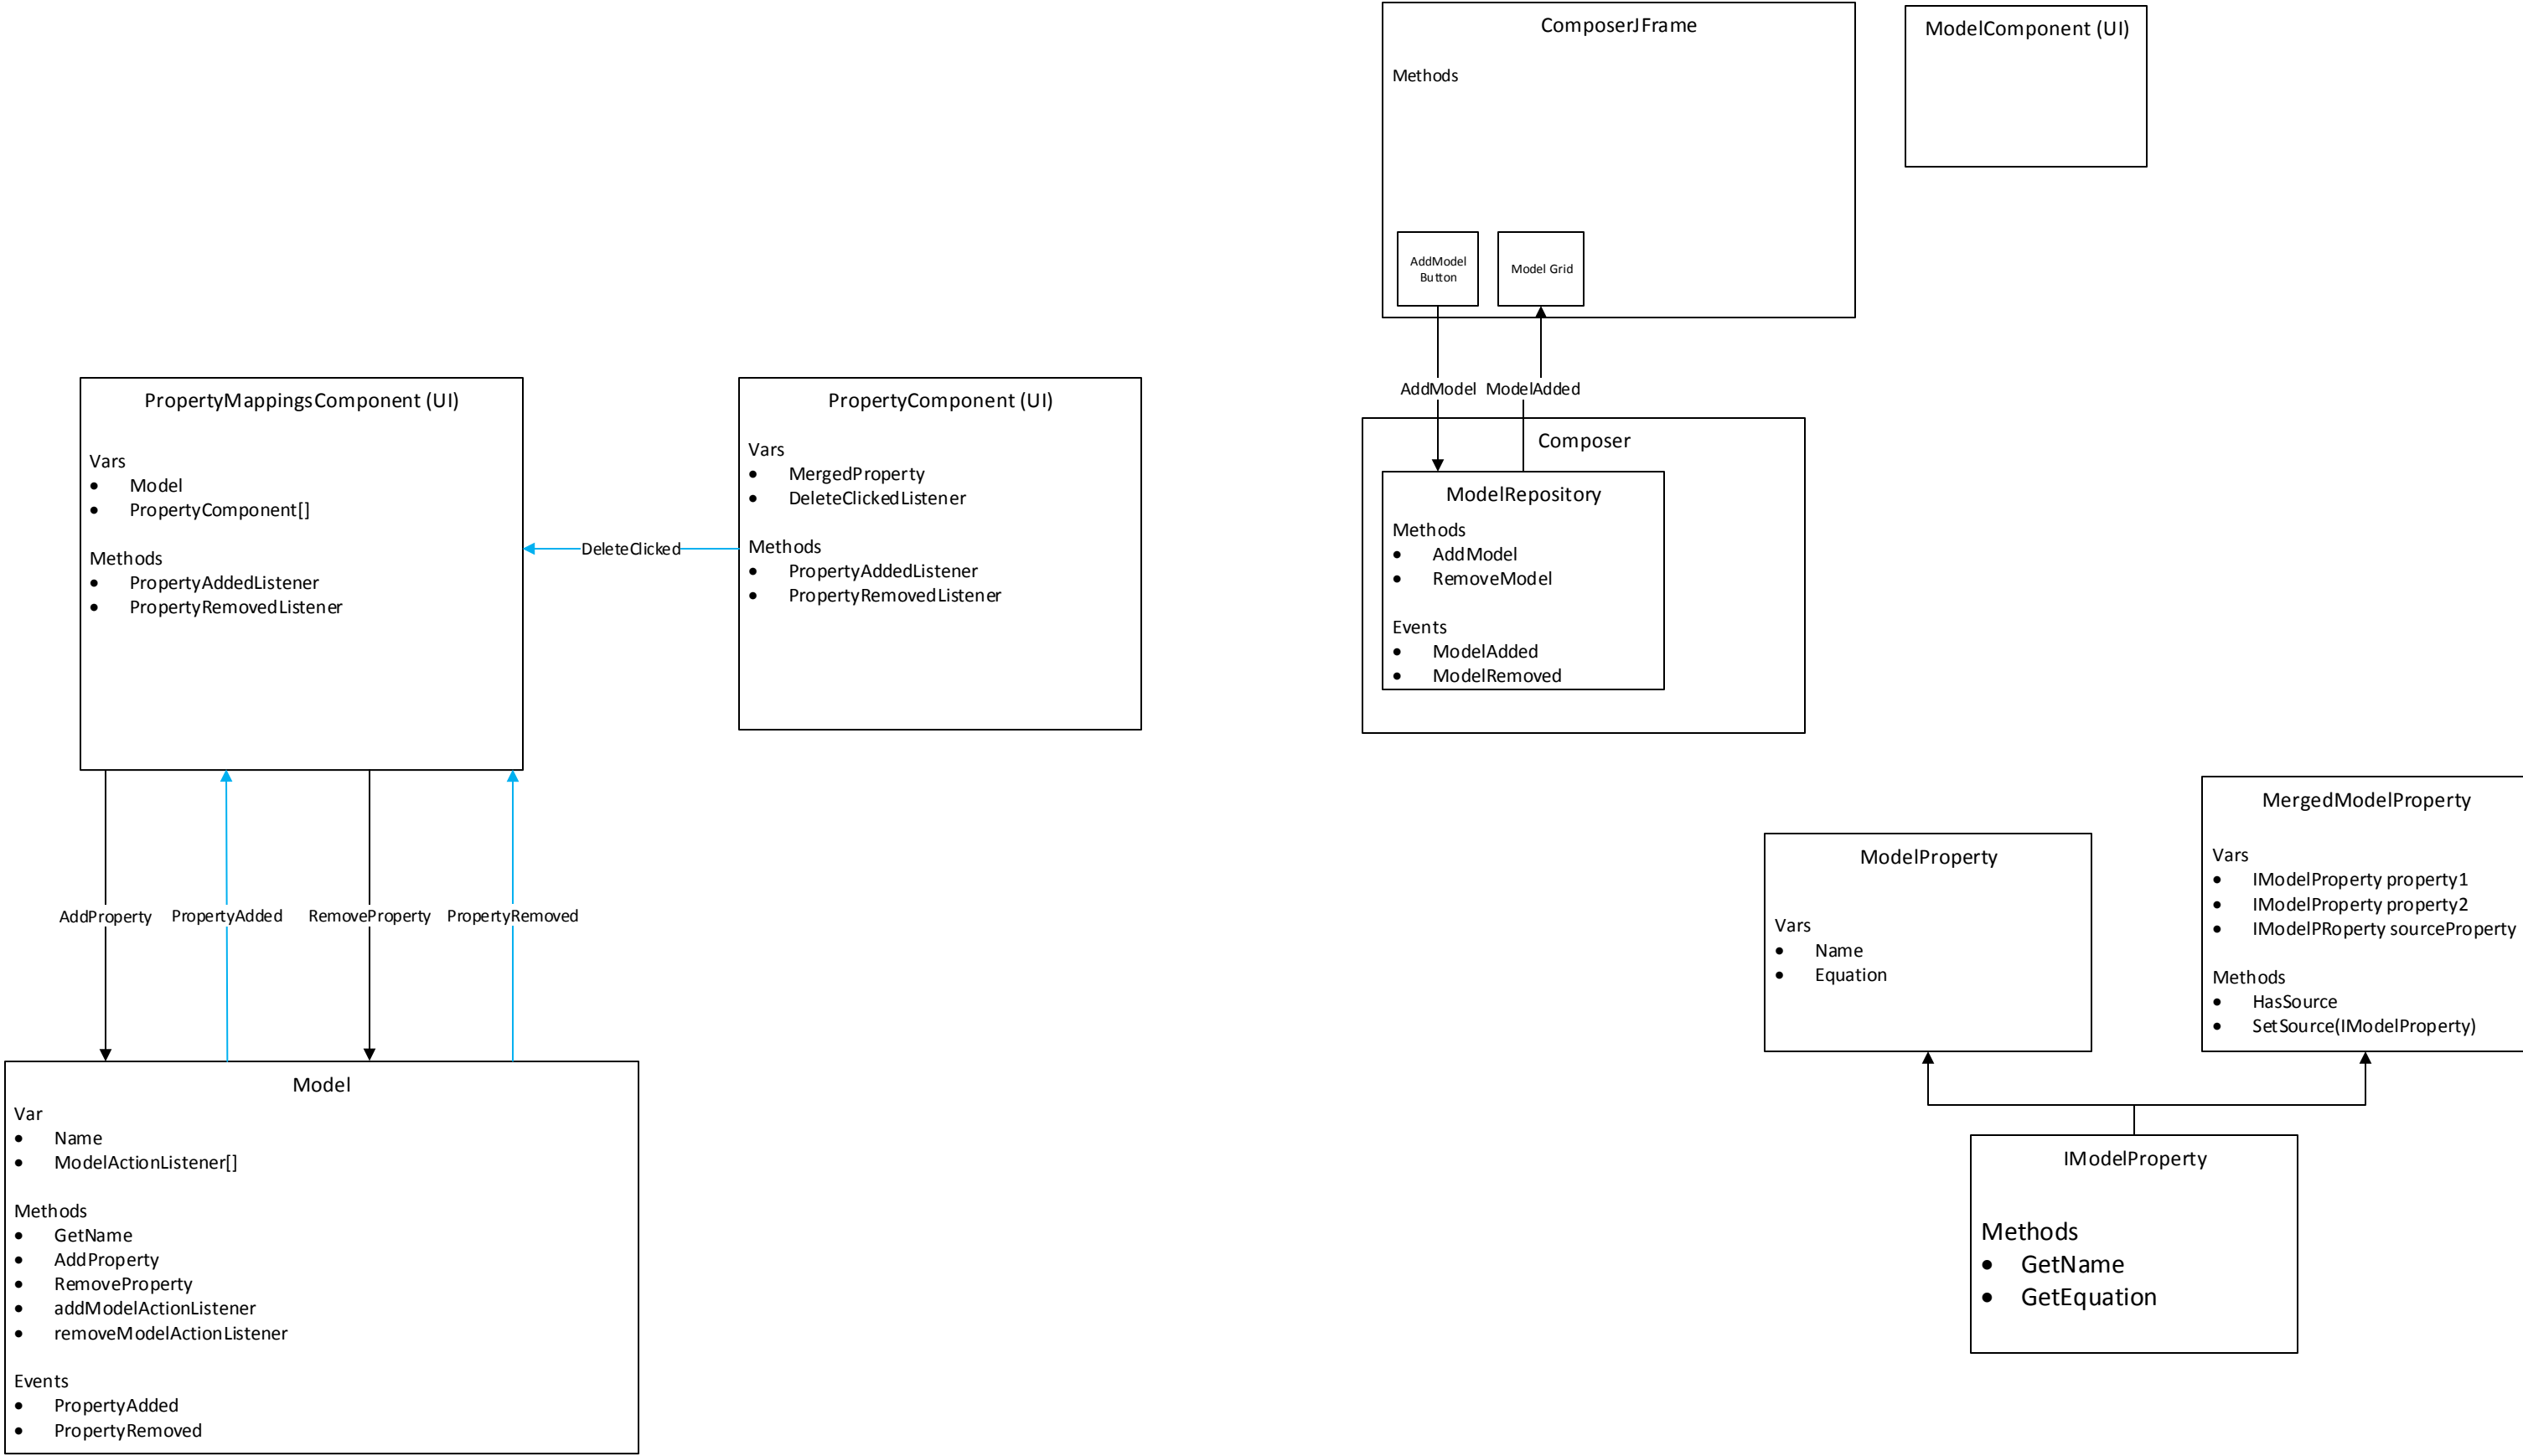 ComposerJFrame
Methods
AddModel
Button
Model Grid
ModelComponent (UI)
AddModel
ModelAdded
PropertyMappingsComponent (UI)
Vars
• Model
• PropertyComponent[]
Methods
• PropertyAddedListener
• PropertyRemovedListener
DeleteClicked
PropertyComponent (UI)
Vars
• MergedProperty
• DeleteClickedListener
Methods
• PropertyAddedListener
• PropertyRemovedListener
Composer
ModelRepository
Methods
• AddModel
• RemoveModel
Events
• ModelAdded
• ModelRemoved
AddProperty
PropertyAdded
RemoveProperty
PropertyRemoved
Model
Var
• Name
• ModelActionListener[]
Methods
• GetName
• AddProperty
• RemoveProperty
• addModelActionListener
• removeModelActionListener
Events
• PropertyAdded
• PropertyRemoved
ModelProperty
Vars
• Name
• Equation
MergedModelProperty
Vars
• IModelProperty property1
• IModelProperty property2
• IModelPRoperty sourceProperty
Methods
• HasSource
• SetSource(IModelProperty)
IModelProperty
Methods
• GetName
• GetEquation